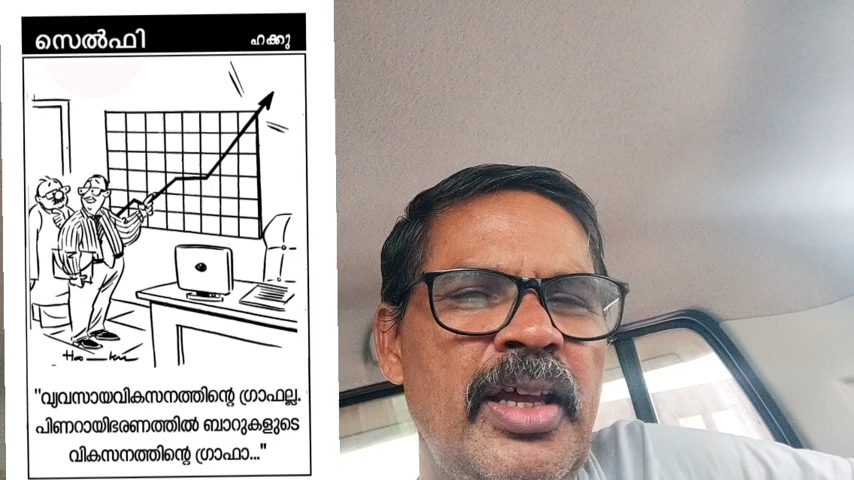 സെൽഫി
ഹക്കു
"വ്യവസായവികസനത്തിന്റെ ഗ്രാഫല്ല.
പിണറായിഭരണത്തിൽ ബാറുകളുടെ
വികസനത്തിന്റെ ഗ്രാഫാ..."